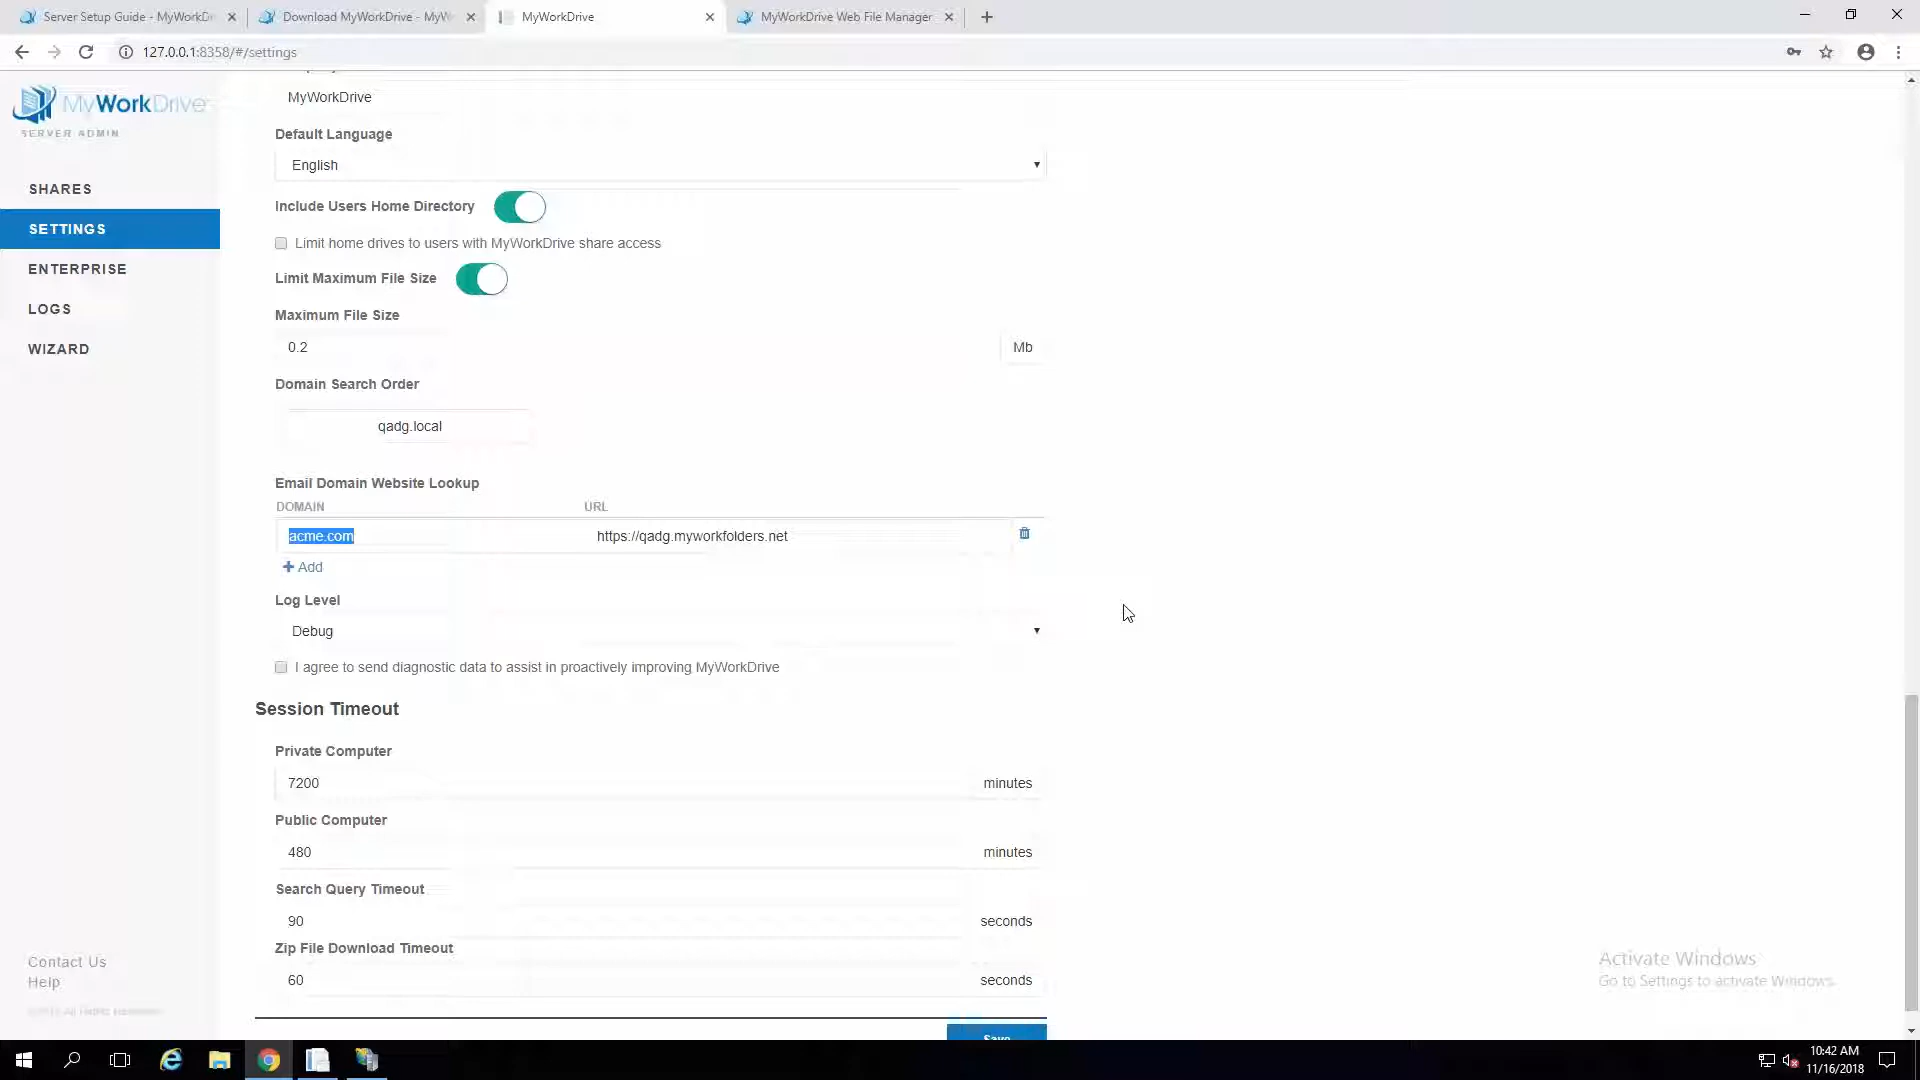 Server Setup Guide - MyWorkDr
Download MyWorkDrive - MyW
MyWorkDrive
MyWorkDrive Web File Manager
127.0.0.1:8358/#/settings
MyWorkDrive
SERVER ADMIN
SHARES
SETTINGS
ENTERPRISE
LOGS
WIZARD
Contact Us
Help
MyWorkDrive
Default Language
English
Include Users Home Directory
Limit home drives to users with MyWorkDrive share access
Limit Maximum File Size
Maximum File Size
0.2 Mb
Domain Search Order
qadg.local
Email Domain Website Lookup
DOMAIN URL
acme.com https://qadg.myworkfolders.net
+ Add
Log Level
Debug
I agree to send diagnostic data to assist in proactively improving MyWorkDrive
Session Timeout
Private Computer
7200 minutes
Public Computer
480 minutes
Search Query Timeout
90 seconds
Zip File Download Timeout
60 seconds
Save
Activate Windows
Go to Settings to activate Windows.
10:42 AM
11/16/2018